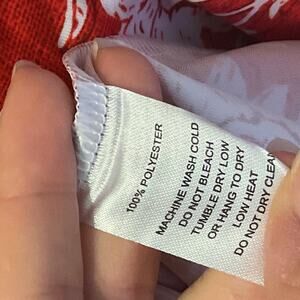 100% POLYESTER
MACHINE WASH COLD
DO NOT BLEACH
TUMBLE DRY LOW
OR HANG TO DRY
LOW HEAT
DO NOT DRY CLEAN